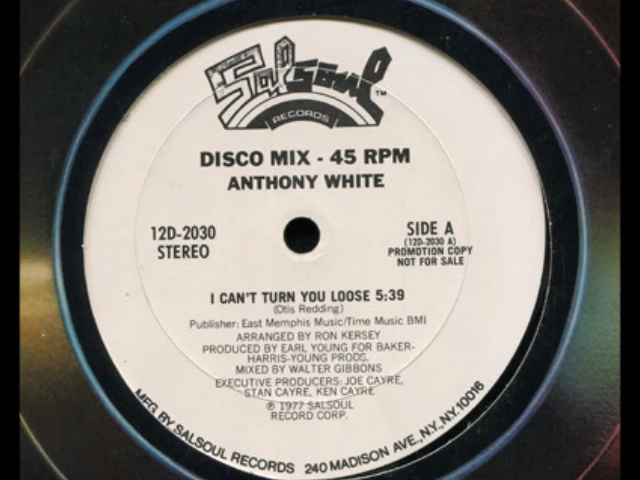 Salsoul TM
RECORDS
DISCO MIX - 45 RPM
ANTHONY WHITE
12D-2030
STEREO
SIDE A
(12D-2030 A)
PROMOTION COPY
NOT FOR SALE
I CAN'T TURN YOU LOOSE 5:39
(Otis Redding)
Publisher: East Memphis Music/Time Music BMI
ARRANGED BY RON KERSEY
PRODUCED BY EARL YOUNG FOR BAKER-
HARRIS-YOUNG PRODS.
MIXED BY WALTER GIBBONS
EXECUTIVE PRODUCERS: JOE CAYRE,
STAN CAYRE, KEN CAYRE
℗ 1977 SALSOUL
RECORD CORP.
MFG. BY SALSOUL RECORDS 240 MADISON AVE., N.Y., N.Y. 10016